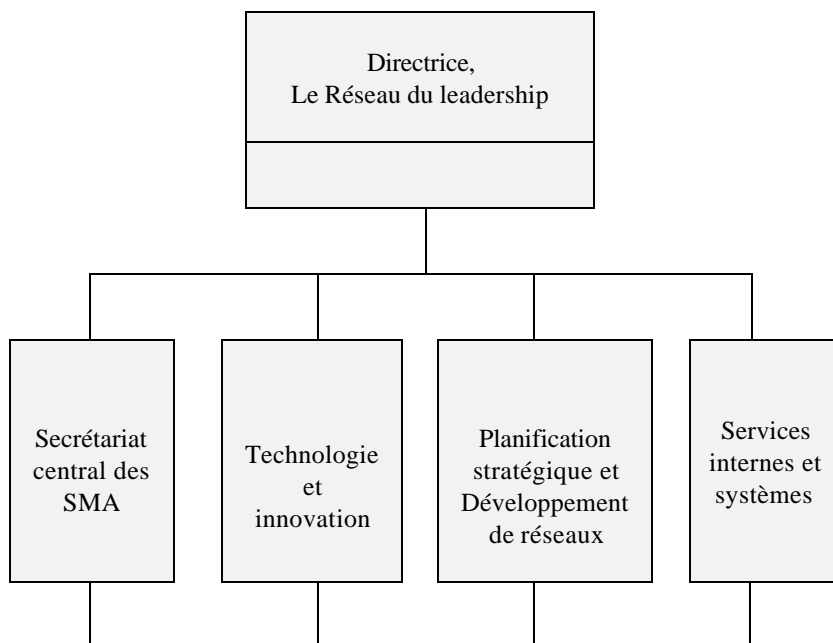 Directrice,
Le Réseau du leadership
Secrétariat
central des
SMA
Technologie
et
innovation
Planification
stratégique et
Développement
de réseaux
Services
internes et
systèmes